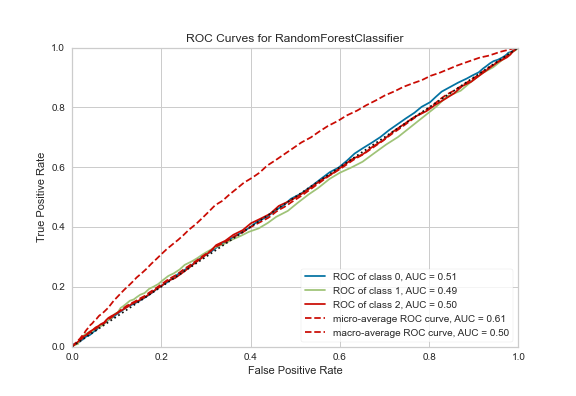 ROC Curves for RandomForestClassifier
1.0
0.8
0.6
0.4
0.2
0.0
True Positive Rate
ROC of class 0, AUC = 0.51
ROC of class 1, AUC = 0.49
ROC of class 2, AUC = 0.50
micro-average ROC curve, AUC = 0.61
macro-average ROC curve, AUC = 0.50
0.0 0.2 0.4 0.6 0.8 1.0
False Positive Rate